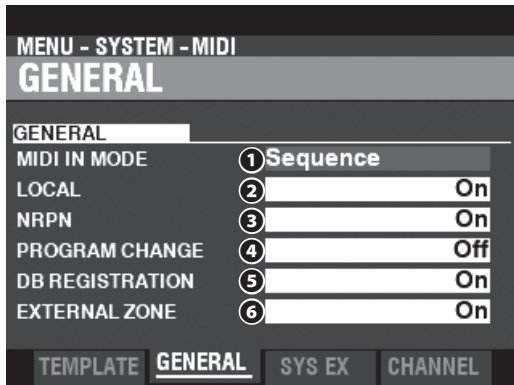 MENU - SYSTEM - MIDI
GENERAL
GENERAL
MIDI IN MODE ① Sequence
LOCAL ② On
NRPN ③ On
PROGRAM CHANGE ④ Off
DB REGISTRATION ⑤ On
EXTERNAL ZONE ⑥ On
TEMPLATE GENERAL SYS EX CHANNEL